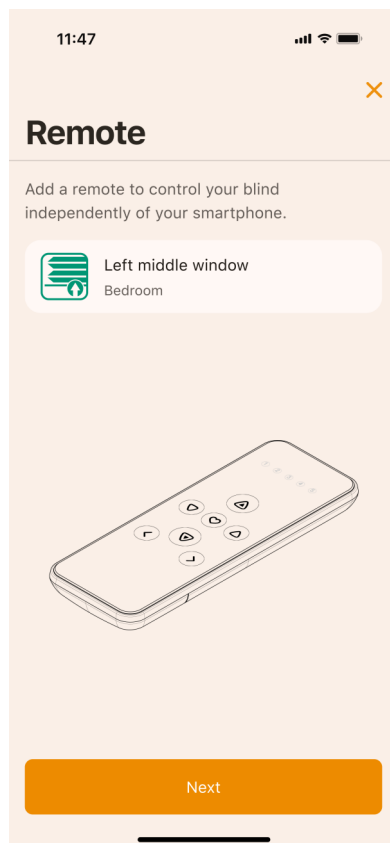 11:47
Remote
Add a remote to control your blind
independently of your smartphone.
Left middle window
Bedroom
Next